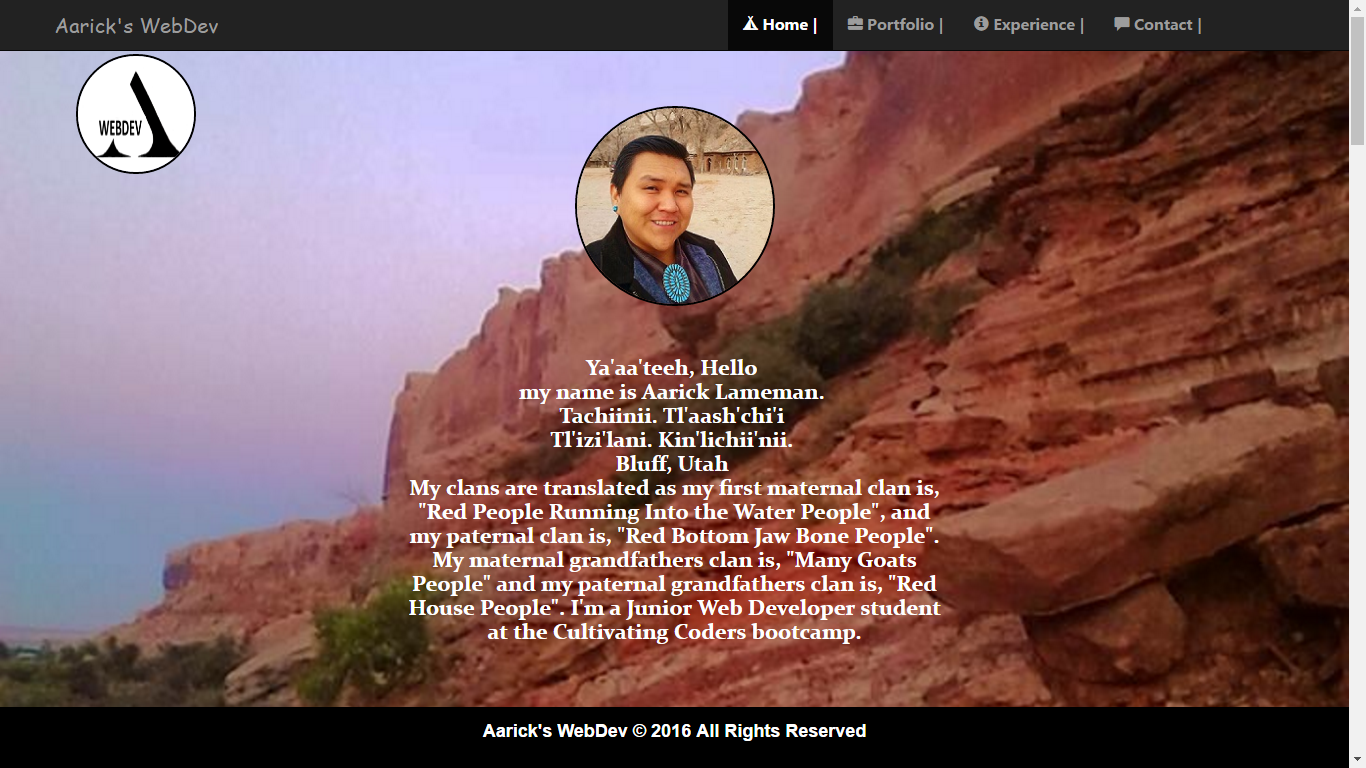 Aarick's WebDev
Home |
Portfolio |
Experience |
Contact |
WEBDEV
Ya'aa'teeh, Hello
my name is Aarick Lameman.
Tachiinii. Tl'aash'chi'i
Tl'izi'lani. Kin'lichii'nii.
Bluff, Utah
My clans are translated as my first maternal clan is,
"Red People Running Into the Water People", and
my paternal clan is, "Red Bottom Jaw Bone People".
My maternal grandfathers clan is, "Many Goats
People" and my paternal grandfathers clan is, "Red
House People". I'm a Junior Web Developer student
at the Cultivating Coders bootcamp.
Aarick's WebDev © 2016 All Rights Reserved